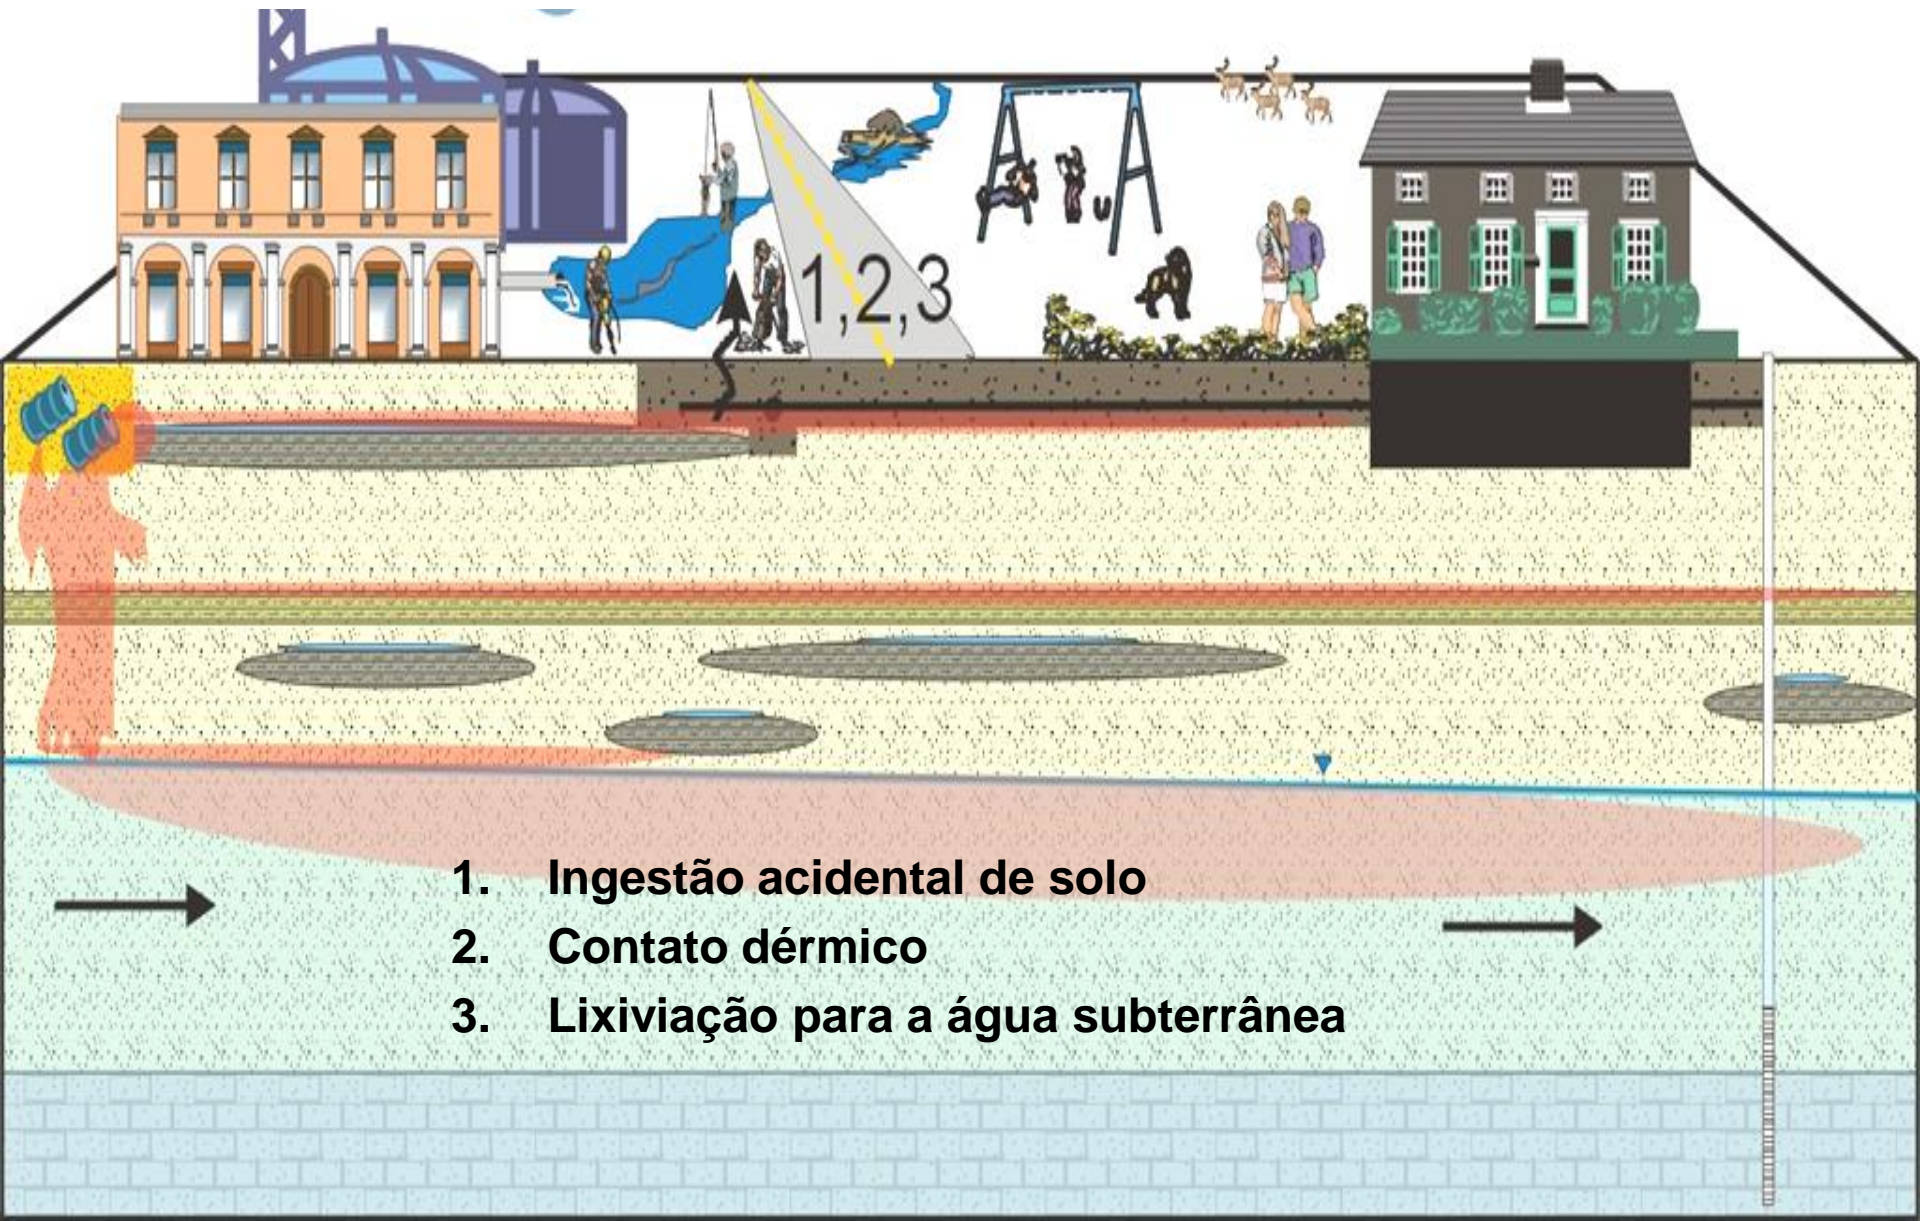 1,2,3
1. Ingestão acidental de solo
2. Contato dérmico
3. Lixiviação para a água subterrânea